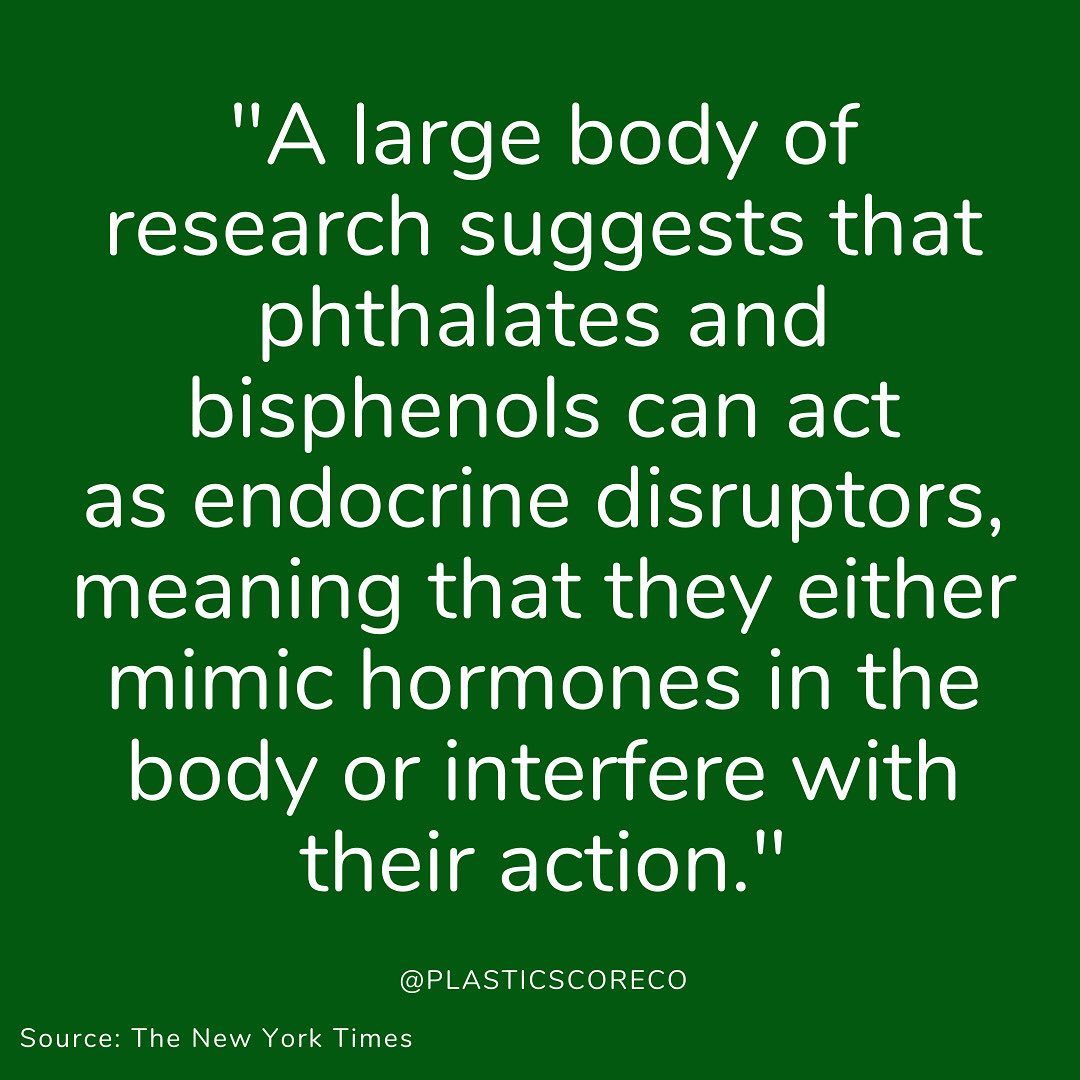 "A large body of
research suggests that
phthalates and
bisphenols can act
as endocrine disruptors,
meaning that they either
mimic hormones in the
body or interfere with
their action."
@PLASTICSCORECO
Source: The New York Times